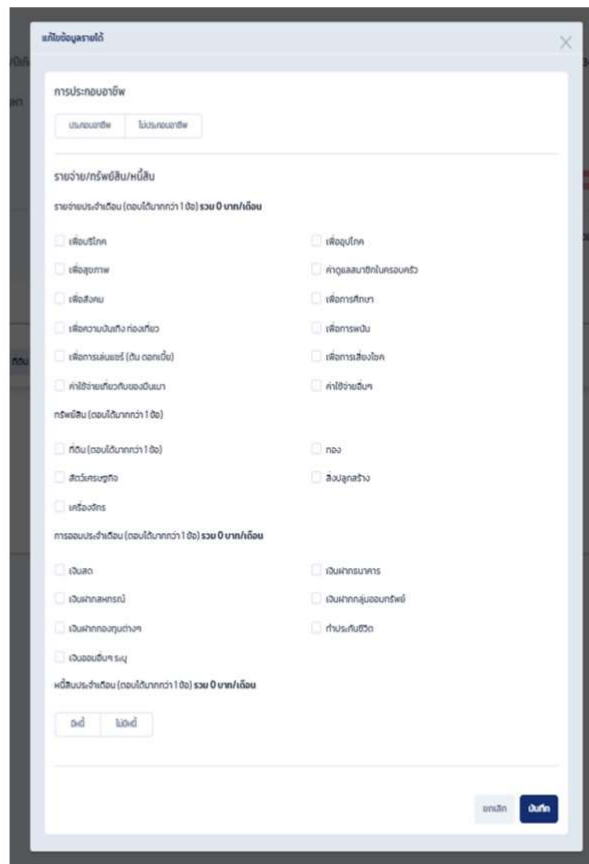 แก้ไขข้อมูลรายได้
การประกอบอาชีพ
ประกอบอาชีพ ไม่ประกอบอาชีพ
รายจ่าย/ทรัพย์สิน/หนี้สิน
รายจ่ายประจำเดือน (ตอบได้มากกว่า 1 ข้อ) รวม 0 บาท/เดือน
เพื่อบริโภค เพื่ออุปโภค
เพื่อสุขภาพ ค่าดูแลสมาชิกในครอบครัว
เพื่อสังคม เพื่อการศึกษา
เพื่อความบันเทิง ท่องเที่ยว เพื่อการพนัน
เพื่อการเล่นแชร์ (ต้น ดอกเบี้ย) เพื่อการเสี่ยงโชค
ค่าใช้จ่ายเกี่ยวกับของมึนเมา ค่าใช้จ่ายอื่นๆ
ทรัพย์สิน (ตอบได้มากกว่า 1 ข้อ)
ที่ดิน (ตอบได้มากกว่า 1 ข้อ) ทอง
สัตว์เศรษฐกิจ สิ่งปลูกสร้าง
เครื่องจักร
การออมประจำเดือน (ตอบได้มากกว่า 1 ข้อ) รวม 0 บาท/เดือน
เงินสด เงินฝากธนาคาร
เงินฝากสหกรณ์ เงินฝากกลุ่มออมทรัพย์
เงินฝากกองทุนต่างๆ ทำประกันชีวิต
เงินออมอื่นๆ ระบุ
หนี้สินประจำเดือน (ตอบได้มากกว่า 1 ข้อ) รวม 0 บาท/เดือน
มีหนี้ ไม่มีหนี้
ยกเลิก บันทึก